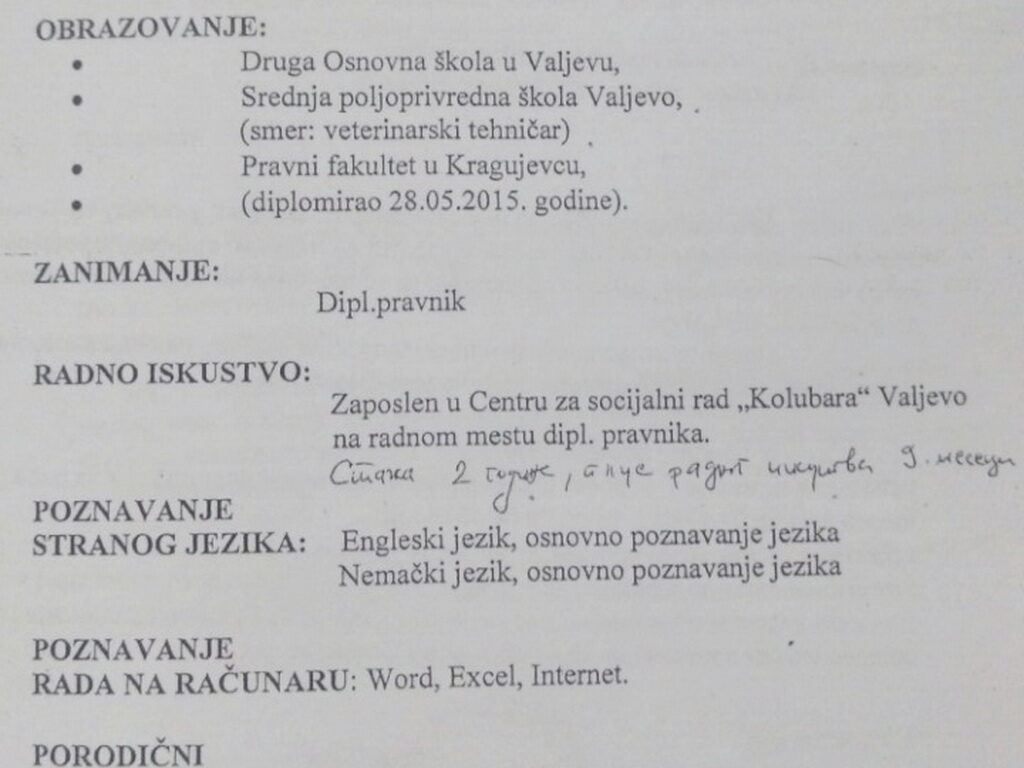 OBRAZOVANJE:
• Druga Osnovna škola u Valjevu,
• Srednja poljoprivredna škola Valjevo,
(smer: veterinarski tehničar)
• Pravni fakultet u Kragujevcu,
• (diplomirao 28.05.2015. godine).
ZANIMANJE:
Dipl.pravnik
RADNO ISKUSTVO:
Zaposlen u Centru za socijalni rad „Kolubara“ Valjevo
na radnom mestu dipl. pravnika.
Стажа 2 године, радног искуства 9. месеци
POZNAVANJE
STRANOG JEZIKA: Engleski jezik, osnovno poznavanje jezika
Nemački jezik, osnovno poznavanje jezika
POZNAVANJE
RADA NA RAČUNARU: Word, Excel, Internet.
PORODIČNI